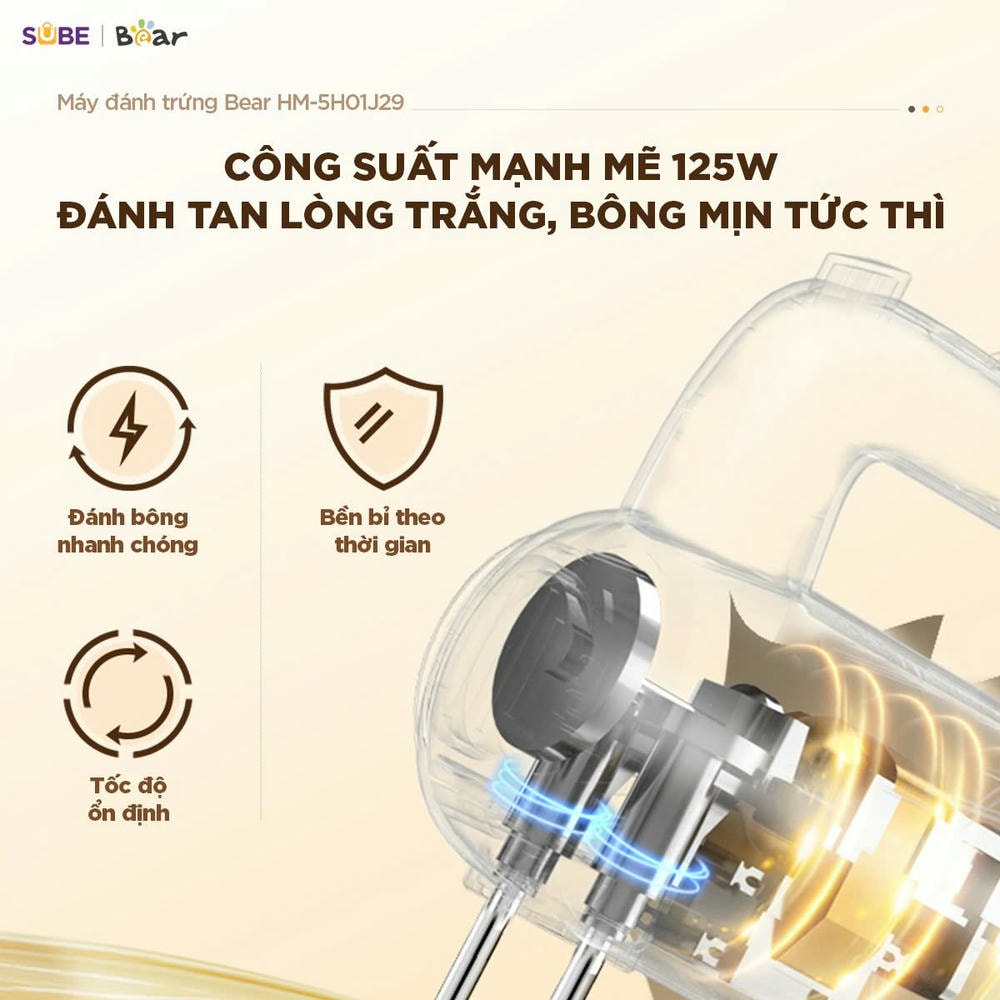 SUBE | Bear
Máy đánh trứng Bear HM-5H01J29
CÔNG SUẤT MẠNH MẼ 125W
ĐÁNH TAN LÒNG TRẮNG, BÔNG MỊN TỨC THÌ
Đánh bông
nhanh chóng
Bền bỉ theo
thời gian
Tốc độ
ổn định